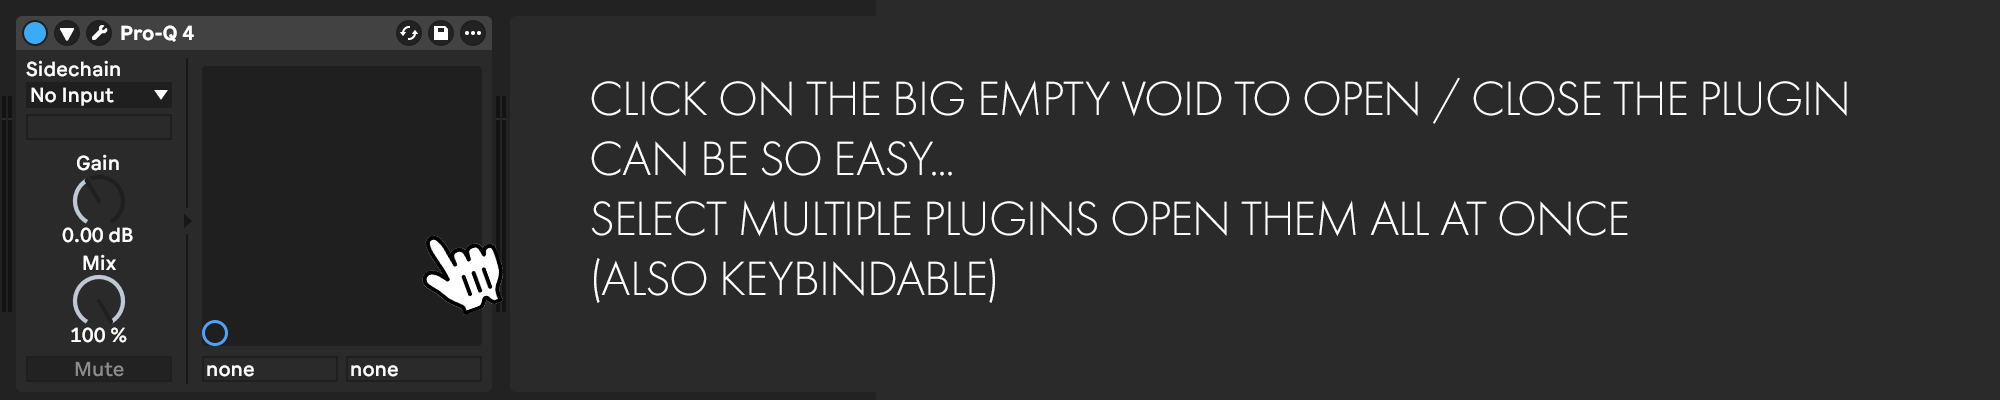 Pro-Q 4
Sidechain
No Input
Gain
0.00 dB
Mix
100 %
Mute
none
none
CLICK ON THE BIG EMPTY VOID TO OPEN / CLOSE THE PLUGIN
CAN BE SO EASY...
SELECT MULTIPLE PLUGINS OPEN THEM ALL AT ONCE
(ALSO KEYBINDABLE)